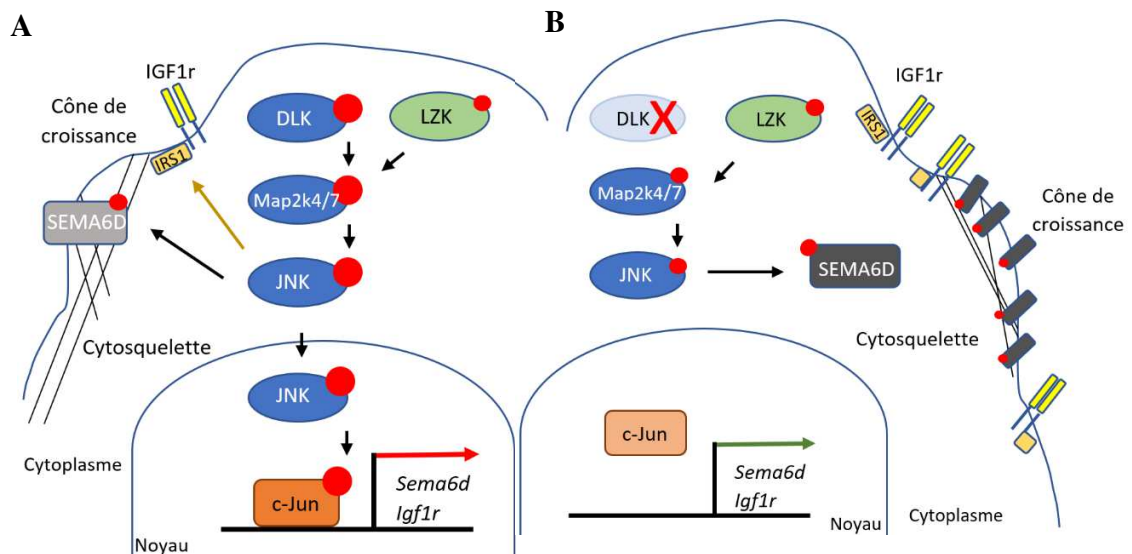 A
IGF1r
Cône de
croissance
IRS1
SEMA6D
DLK
LZK
Map2k4/7
JNK
Cytosquelette
JNK
c-Jun
Sema6d
Igf1r
Cytoplasme
Noyau
B
IGF1r
IRS1
DLK X
LZK
Map2k4/7
JNK
SEMA6D
Cône de
croissance
Cytosquelette
c-Jun
Sema6d
Igf1r
Noyau
Cytoplasme